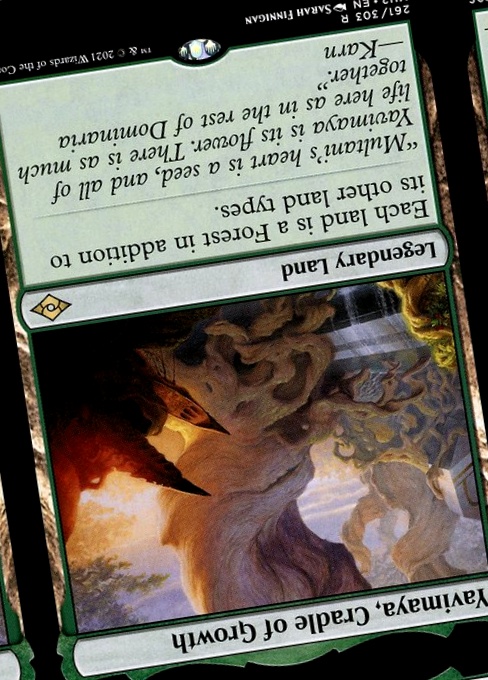 Yavimaya, Cradle of Growth
Legendary Land
Each land is a Forest in addition to
its other land types.
“Multani’s heart is a seed, and all of
Yavimaya is its flower. There is as much
life here as in the rest of Dominaria
together.”
—Karn
261/303 R
EN SARAH FINNIGAN
™ & © 2021 Wizards of the Co